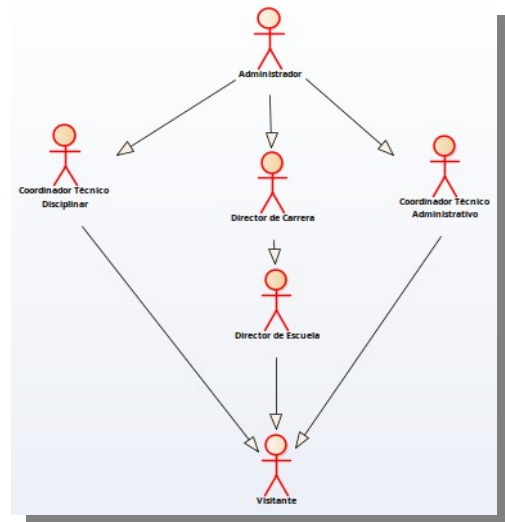 Administrador
Coordinador Técnico
Disciplinar
Director de Carrera
Coordinador Técnico
Administrativo
Director de Escuela
Visitante